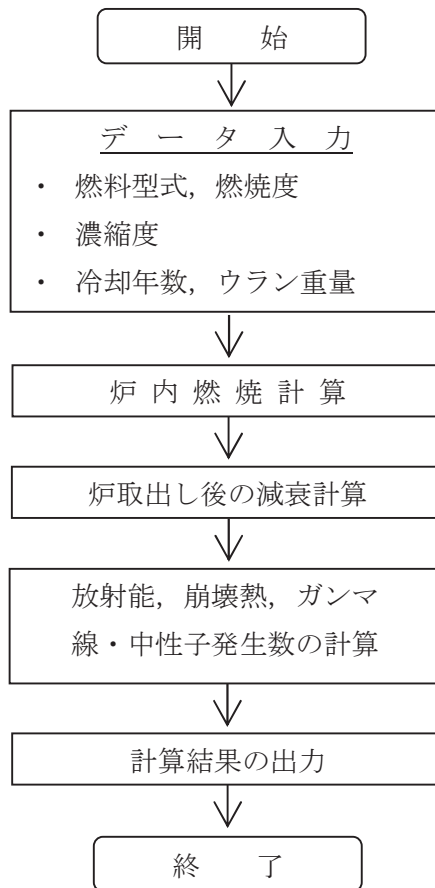 開　始
データ入力
・ 燃料型式，燃焼度
・ 濃縮度
・ 冷却年数，ウラン重量
炉内燃焼計算
炉取出し後の減衰計算
放射能，崩壊熱，ガンマ
線・中性子発生数の計算
計算結果の出力
終　了